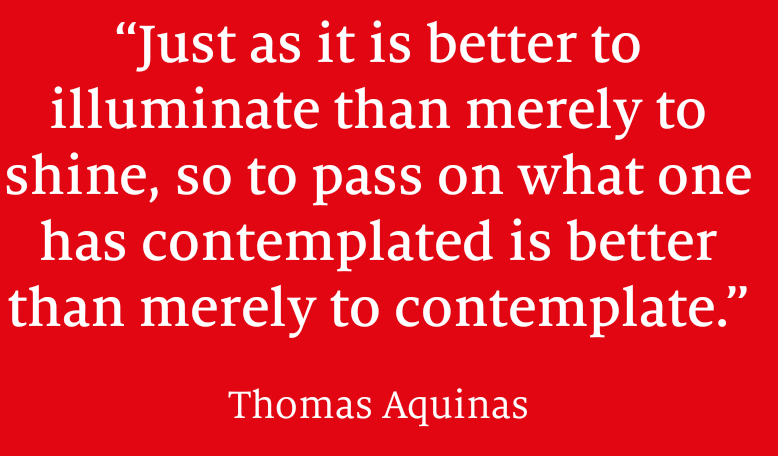 “Just as it is better to
illuminate than merely to
shine, so to pass on what one
has contemplated is better
than merely to contemplate.”
Thomas Aquinas